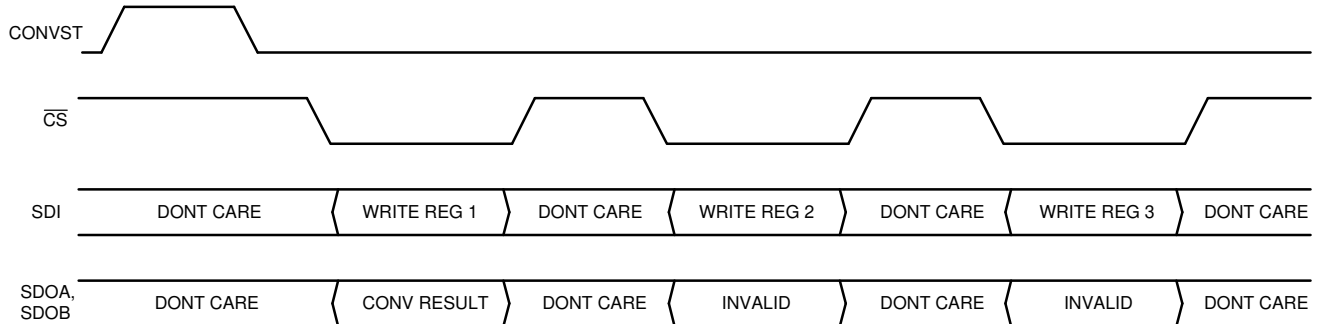 CONVST
C̅S̅
SDI
DONT CARE WRITE REG 1 DONT CARE WRITE REG 2 DONT CARE WRITE REG 3 DONT CARE
SDOA,
SDOB
DONT CARE CONV RESULT DONT CARE INVALID DONT CARE INVALID DONT CARE